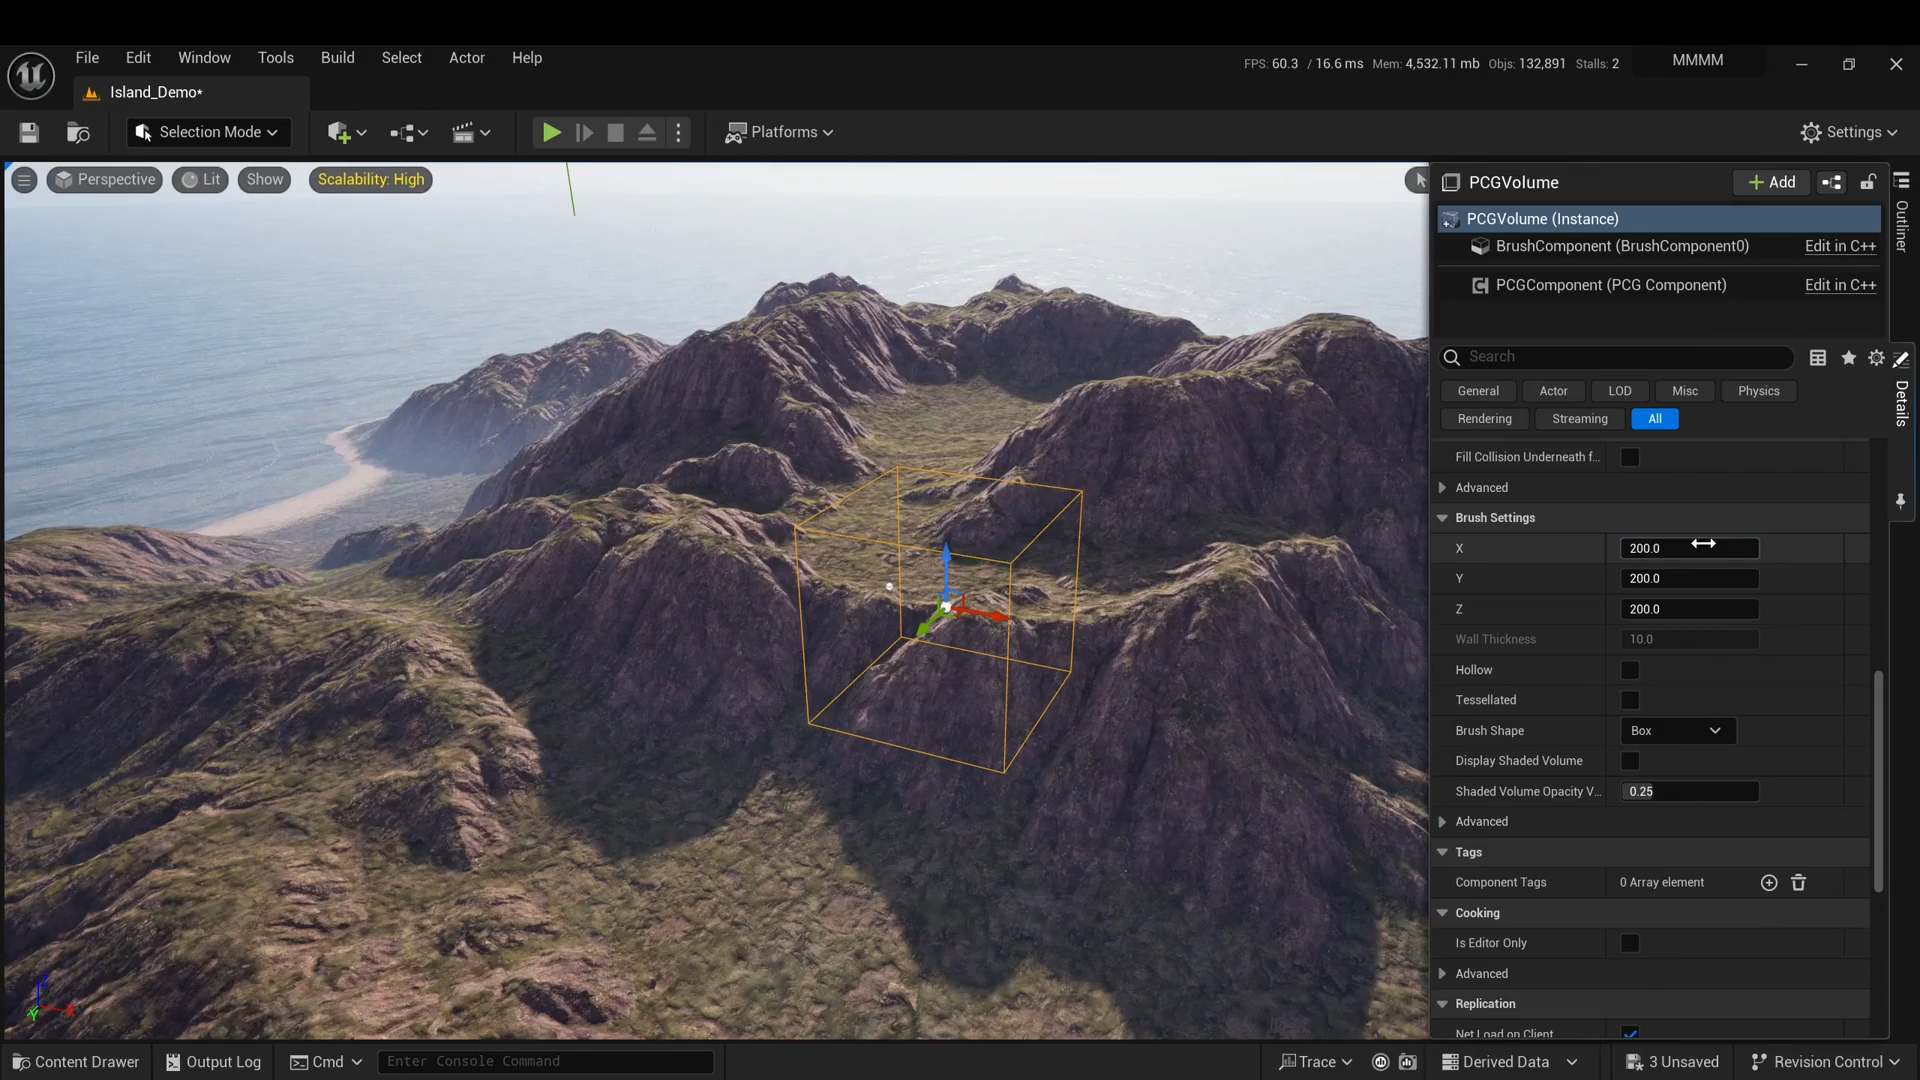 File Edit Window Tools Build Select Actor Help
FPS: 60.3 / 16.6 ms Mem: 4,532.11 mb Objs: 132,891 Stalls: 2
MMMM
Island_Demo*
Selection Mode
Platforms
Settings
Perspective
Lit
Show
Scalability: High
PCGVolume
Add
PCGVolume (Instance)
BrushComponent (BrushComponent0) Edit in C++
PCGComponent (PCG Component) Edit in C++
Outliner
Details
Search
General Actor LOD Misc Physics
Rendering Streaming All
Fill Collision Underneath f...
Advanced
Brush Settings
X 200.0
Y 200.0
Z 200.0
Wall Thickness 10.0
Hollow
Tessellated
Brush Shape Box
Display Shaded Volume
Shaded Volume Opacity V... 0.25
Advanced
Tags
Component Tags 0 Array element
Cooking
Is Editor Only
Advanced
Replication
Net Load on Client
Z
X
Y
Content Drawer Output Log Cmd Enter Console Command Trace Derived Data 3 Unsaved Revision Control